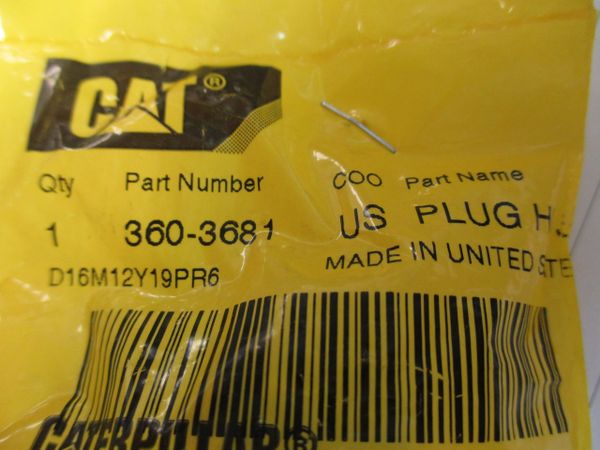 CAT®
Qty Part Number COO Part Name
1 360-3681 US PLUG
D16M12Y19PR6 MADE IN UNITED
CATERPILLAR®